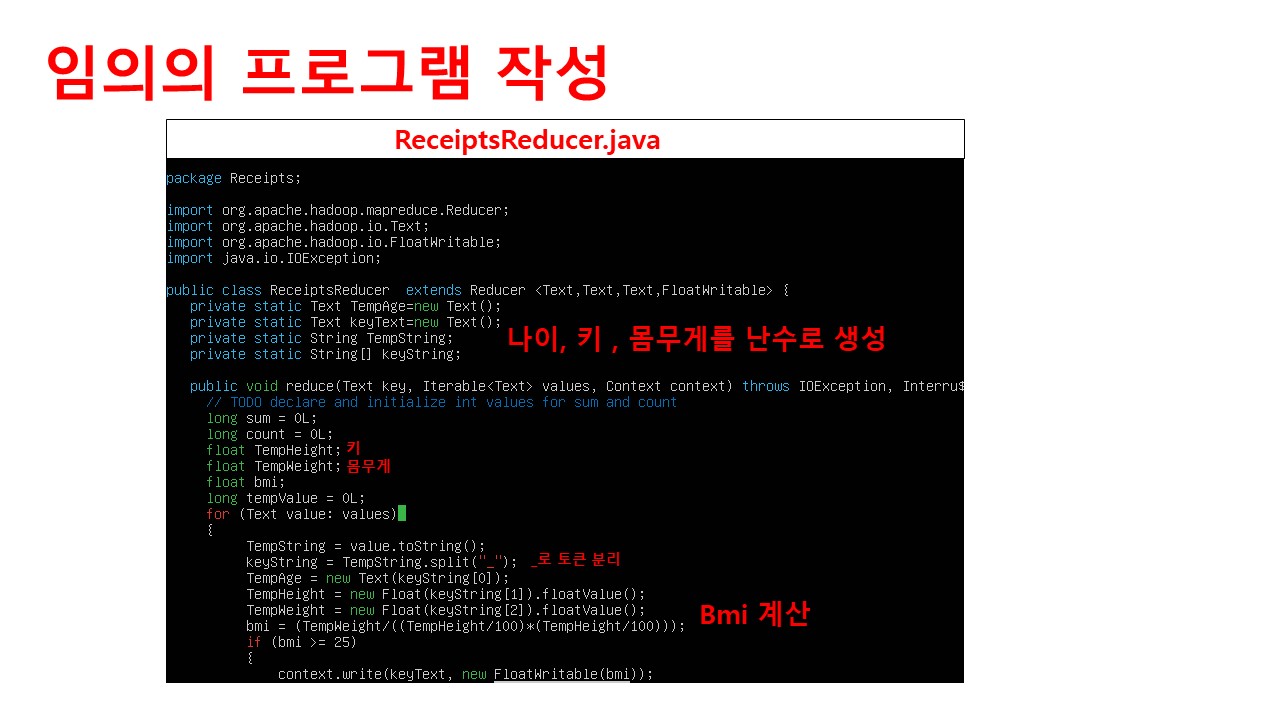 임의의 프로그램 작성
ReceiptsReducer.java
package Receipts;
import org.apache.hadoop.mapreduce.Reducer;
import org.apache.hadoop.io.Text;
import org.apache.hadoop.io.FloatWritable;
import java.io.IOException;
public class ReceiptsReducer  extends Reducer <Text,Text,Text,FloatWritable> {
private static Text TempAge=new Text();
private static Text keyText=new Text();
private static String TempString;
private static String[] keyString;
나이, 키 , 몸무게를 난수로 생성
public void reduce(Text key, Iterable<Text> values, Context context) throws IOException, Interru$
// TODO declare and initialize int values for sum and count
long sum = 0L;
long count = 0L;
float TempHeight; 키
float TempWeight; 몸무게
float bmi;
long tempValue = 0L;
for (Text value: values)
{
TempString = value.toString();
keyString = TempString.split("_"); _로 토큰 분리
TempAge = new Text(keyString[0]);
TempHeight = new Float(keyString[1]).floatValue();
TempWeight = new Float(keyString[2]).floatValue();
bmi = (TempWeight/((TempHeight/100)*(TempHeight/100))); Bmi 계산
if (bmi >= 25)
{
context.write(keyText, new FloatWritable(bmi));